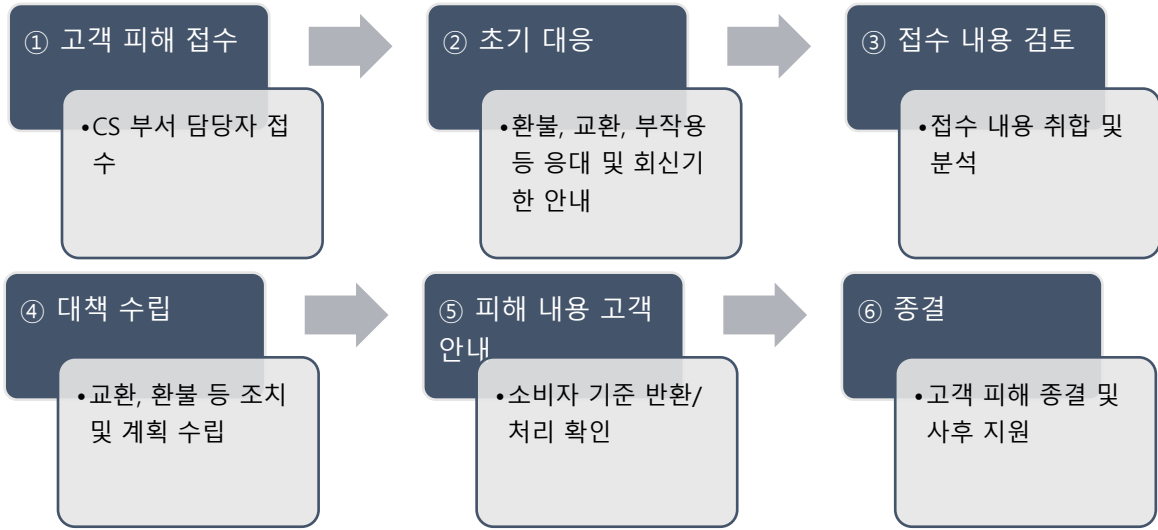 ① 고객 피해 접수
•CS 부서 담당자 접
수
② 초기 대응
•환불, 교환, 부작용
등 응대 및 회신기
한 안내
③ 접수 내용 검토
•접수 내용 취합 및
분석
④ 대책 수립
•교환, 환불 등 조치
및 계획 수립
⑤ 피해 내용 고객
안내
•소비자 기준 반환/
처리 확인
⑥ 종결
•고객 피해 종결 및
사후 지원